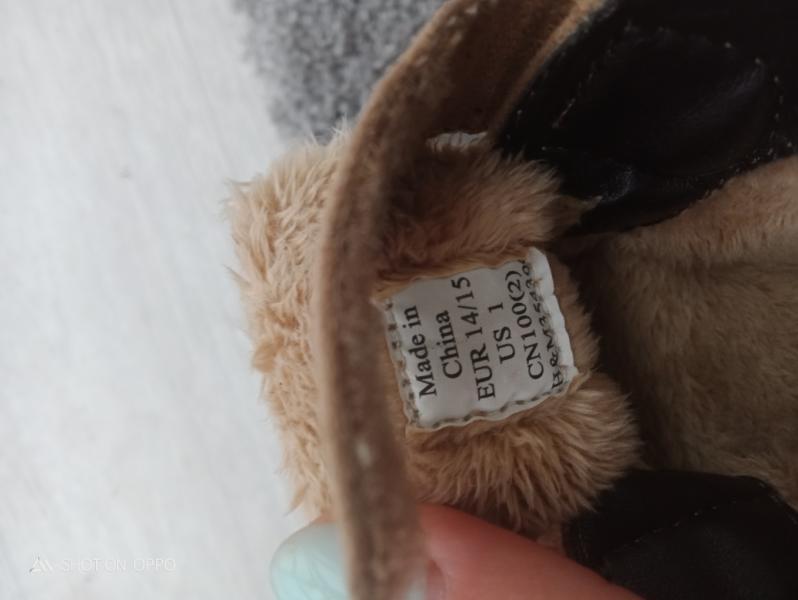 Made in
China
EUR 14/15
US 1
CN100(2)
SHOT ON OPPO